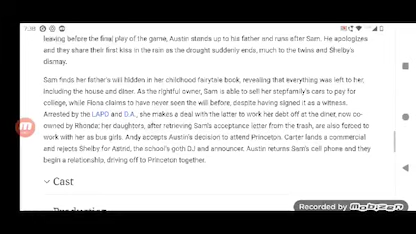 7:30
leaving before the final play of the game, Austin stands up to his father and runs after Sam. He apologizes
and they share their first kiss in the rain as the drought suddenly ends, much to the twins and Shelby's
dismay.
Sam finds her father's will hidden in her childhood fairytale book, revealing that everything was left to her,
including the house and diner. As the rightful owner, Sam is able to sell her stepfamily's cars to pay for
college, while Fiona claims to have never seen the will before, despite having signed it as a witness.
Arrested by the LAPD and D.A., she makes a deal with the latter to work her debt off at the diner, now co-
owned by Rhonda; her daughters, after retrieving Sam's acceptance letter from the trash, are also forced to
work with her as bus girls. Andy accepts Austin's decision to attend Princeton. Carter lands a commercial
and rejects Shelby for Astrid, the school's goth DJ and announcer. Austin returns Sam's cell phone and they
begin a relationship, driving off to Princeton together.
Cast
Production
Recorded by Mobizen